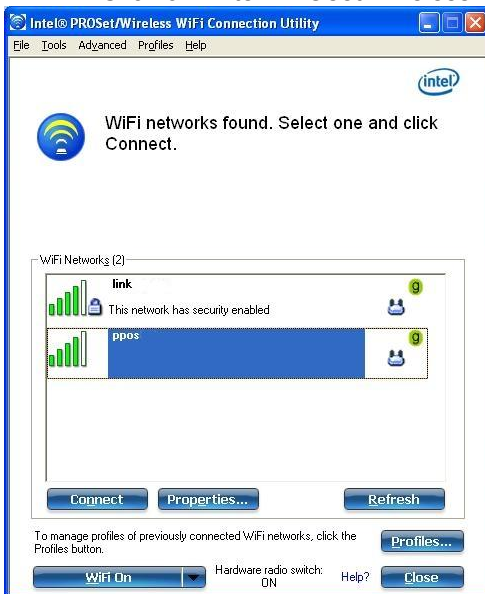 Intel® PROSet/Wireless WiFi Connection Utility
File Tools Advanced Profiles Help
intel
WiFi networks found. Select one and click
Connect.
WiFi Networks (2)
link
g
This network has security enabled
ppos
g
Connect Properties... Refresh
To manage profiles of previously connected WiFi networks, click the
Profiles button.
Profiles...
WiFi On
Hardware radio switch:
ON
Help?
Close